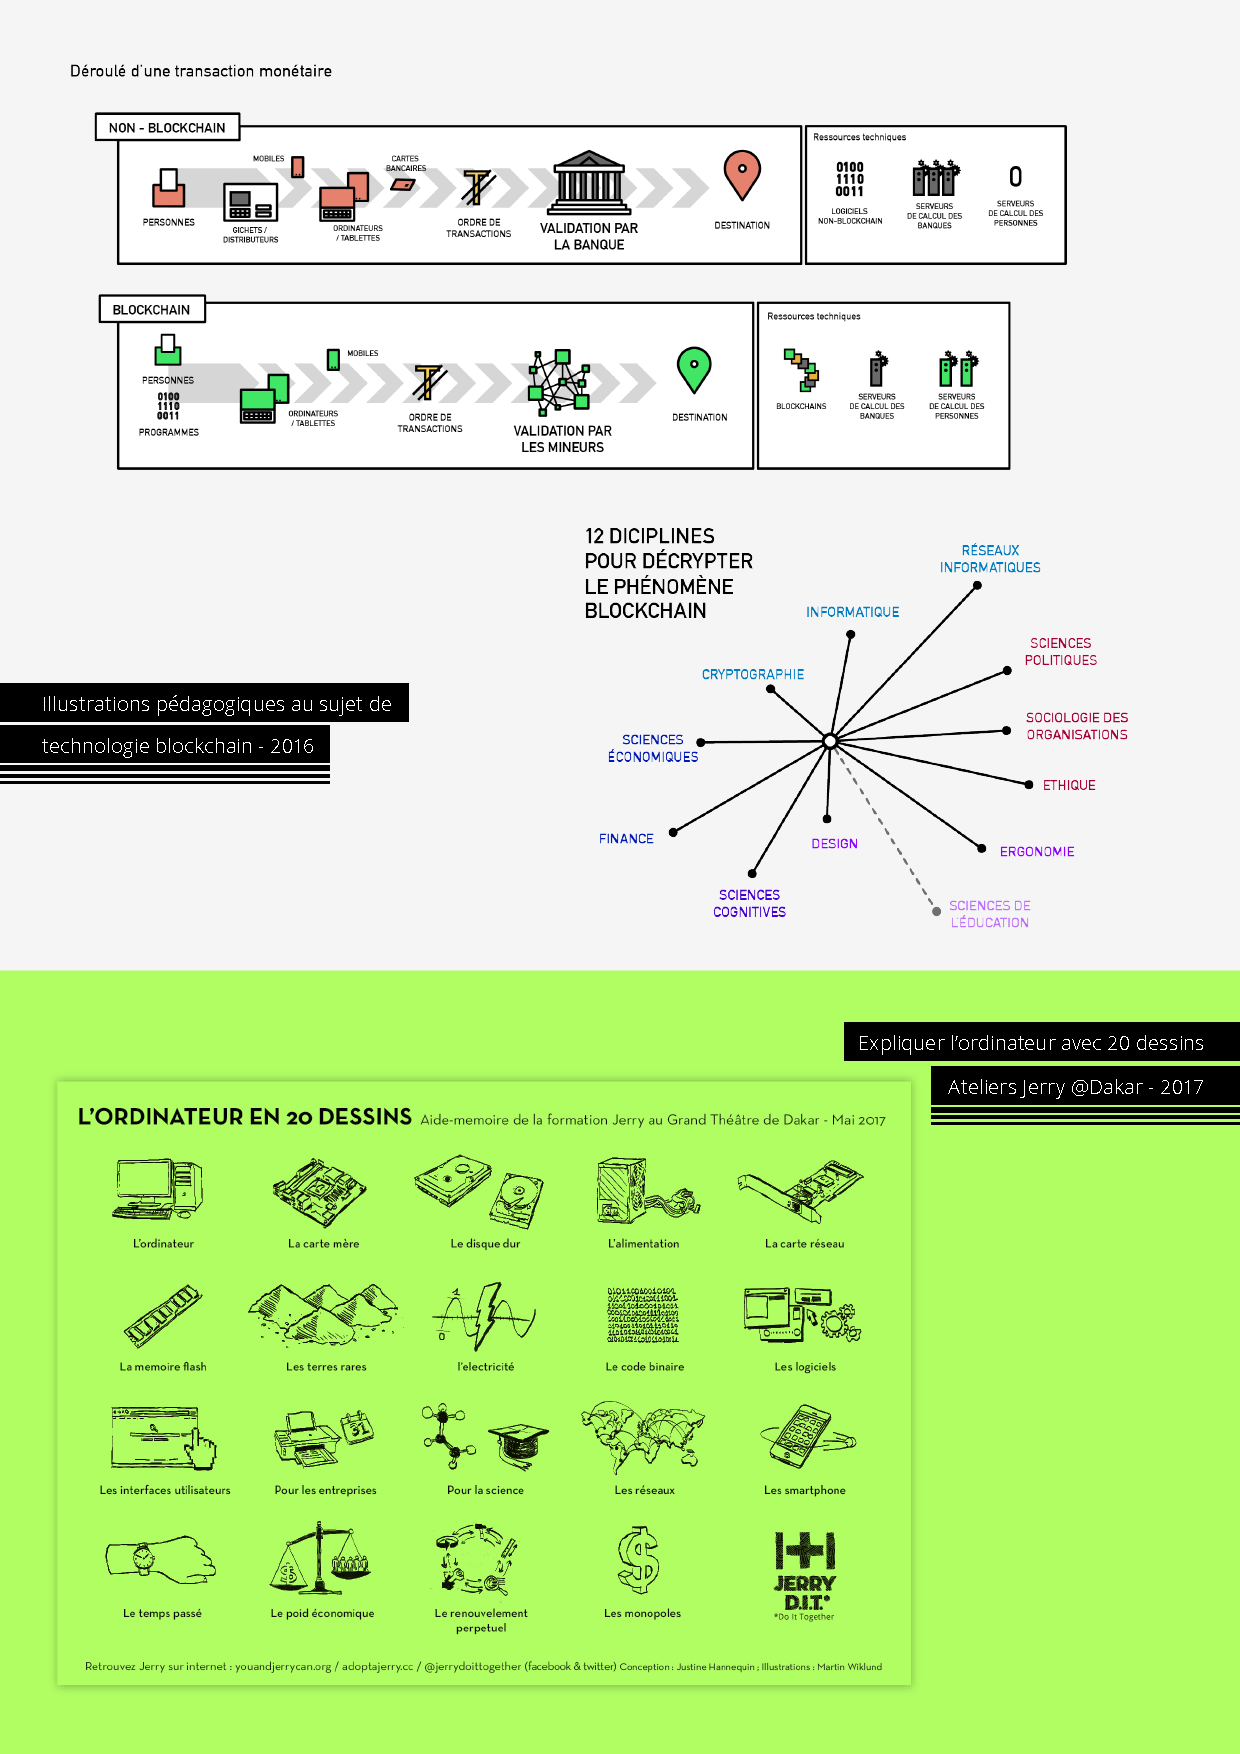 Déroulé d'une transaction monétaire
NON - BLOCKCHAIN
PERSONNES
MOBILES
GICHETS /
DISTRIBUTEURS
ORDINATEURS
/ TABLETTES
CARTES
BANCAIRES
ORDRE DE
TRANSACTIONS
VALIDATION PAR
LA BANQUE
DESTINATION
Ressources techniques
0100
1110
0011
LOGICIELS
NON-BLOCKCHAIN
SERVEURS
DE CALCUL DES
BANQUES
0
SERVEURS
DE CALCUL DES
PERSONNES
BLOCKCHAIN
PERSONNES
0100
1110
0011
PROGRAMMES
MOBILES
ORDINATEURS
/ TABLETTES
ORDRE DE
TRANSACTIONS
VALIDATION PAR
LES MINEURS
DESTINATION
Ressources techniques
BLOCKCHAINS
SERVEURS
DE CALCUL DES
BANQUES
SERVEURS
DE CALCUL DES
PERSONNES
12 DICIPLINES
POUR DÉCRYPTER
LE PHÉNOMÈNE
BLOCKCHAIN
RÉSEAUX
INFORMATIQUES
INFORMATIQUE
SCIENCES
POLITIQUES
CRYPTOGRAPHIE
SOCIOLOGIE DES
ORGANISATIONS
SCIENCES
ÉCONOMIQUES
ETHIQUE
FINANCE
DESIGN
ERGONOMIE
SCIENCES
COGNITIVES
SCIENCES DE
L'ÉDUCATION
Illustrations pédagogiques au sujet de
technologie blockchain - 2016
Expliquer l'ordinateur avec 20 dessins
Ateliers Jerry @Dakar - 2017
L'ORDINATEUR EN 20 DESSINS Aide-memoire de la formation Jerry au Grand Théâtre de Dakar - Mai 2017
L'ordinateur
La carte mère
Le disque dur
L'alimentation
La carte réseau
1
0
La memoire flash
Les terres rares
l'electricité
Le code binaire
Les logiciels
31
Les interfaces utilisateurs
Pour les entreprises
Pour la science
Les réseaux
Les smartphone
$
$
JERRY
D.I.T.*
*Do It Together
Le temps passé
Le poid économique
Le renouvelement
perpetuel
Les monopoles
Retrouvez Jerry sur internet : youandjerrycan.org / adoptajerry.cc / @jerrydoittogether (facebook & twitter) Conception : Justine Hannequin ; Illustrations : Martin Wiklund